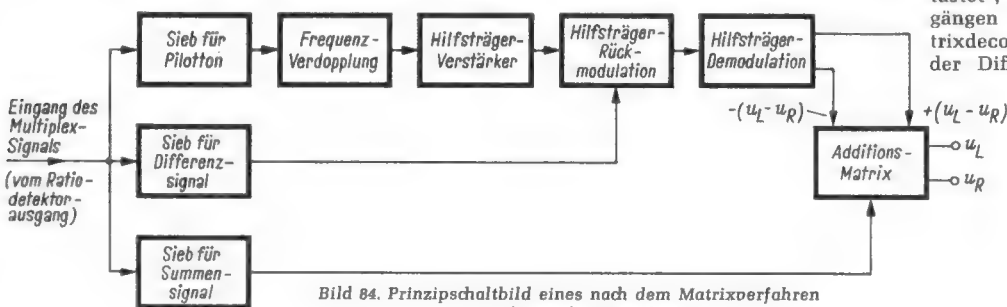 Sieb für
Pilotton
Frequenz-
Verdopplung
Hilfsträger-
Verstärker
Hilfsträger-
Rück-
modulation
Hilfsträger-
Demodulation
gängen
trixdeco
der Dif
Eingang des
Multiplex-
Signals
(vom Ratio-
detektor-
ausgang)
Sieb für
Differenz-
signal
-(u_L - u_R)
+(u_L - u_R)
Additions-
Matrix
u_L
u_R
Sieb für
Summen-
signal
Bild 84. Prinzipschaltbild eines nach dem Matrixverfahren